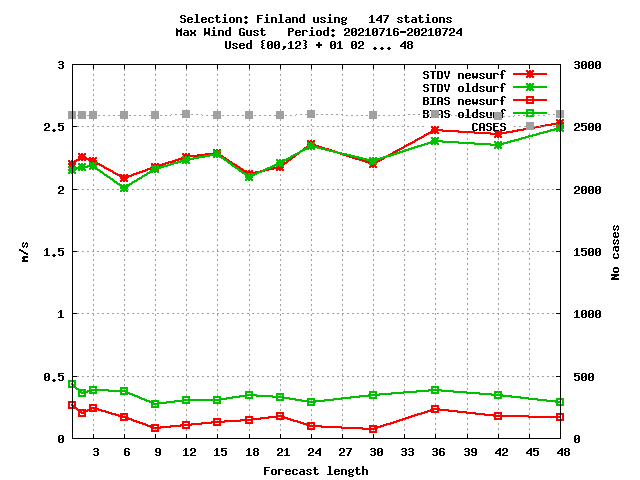 Selection: Finland using 147 stations
Max Wind Gust Period: 20210716-20210724
Used {00,12} + 01 02 ... 48
3 3000
STDV newsurf
STDV oldsurf
BIAS newsurf
BIAS oldsurf
CASES
2.5 2500
2 2000
1.5 1500
1 1000
0.5 500
0 0
m/s
No cases
3 6 9 12 15 18 21 24 27 30 33 36 39 42 45 48
Forecast length